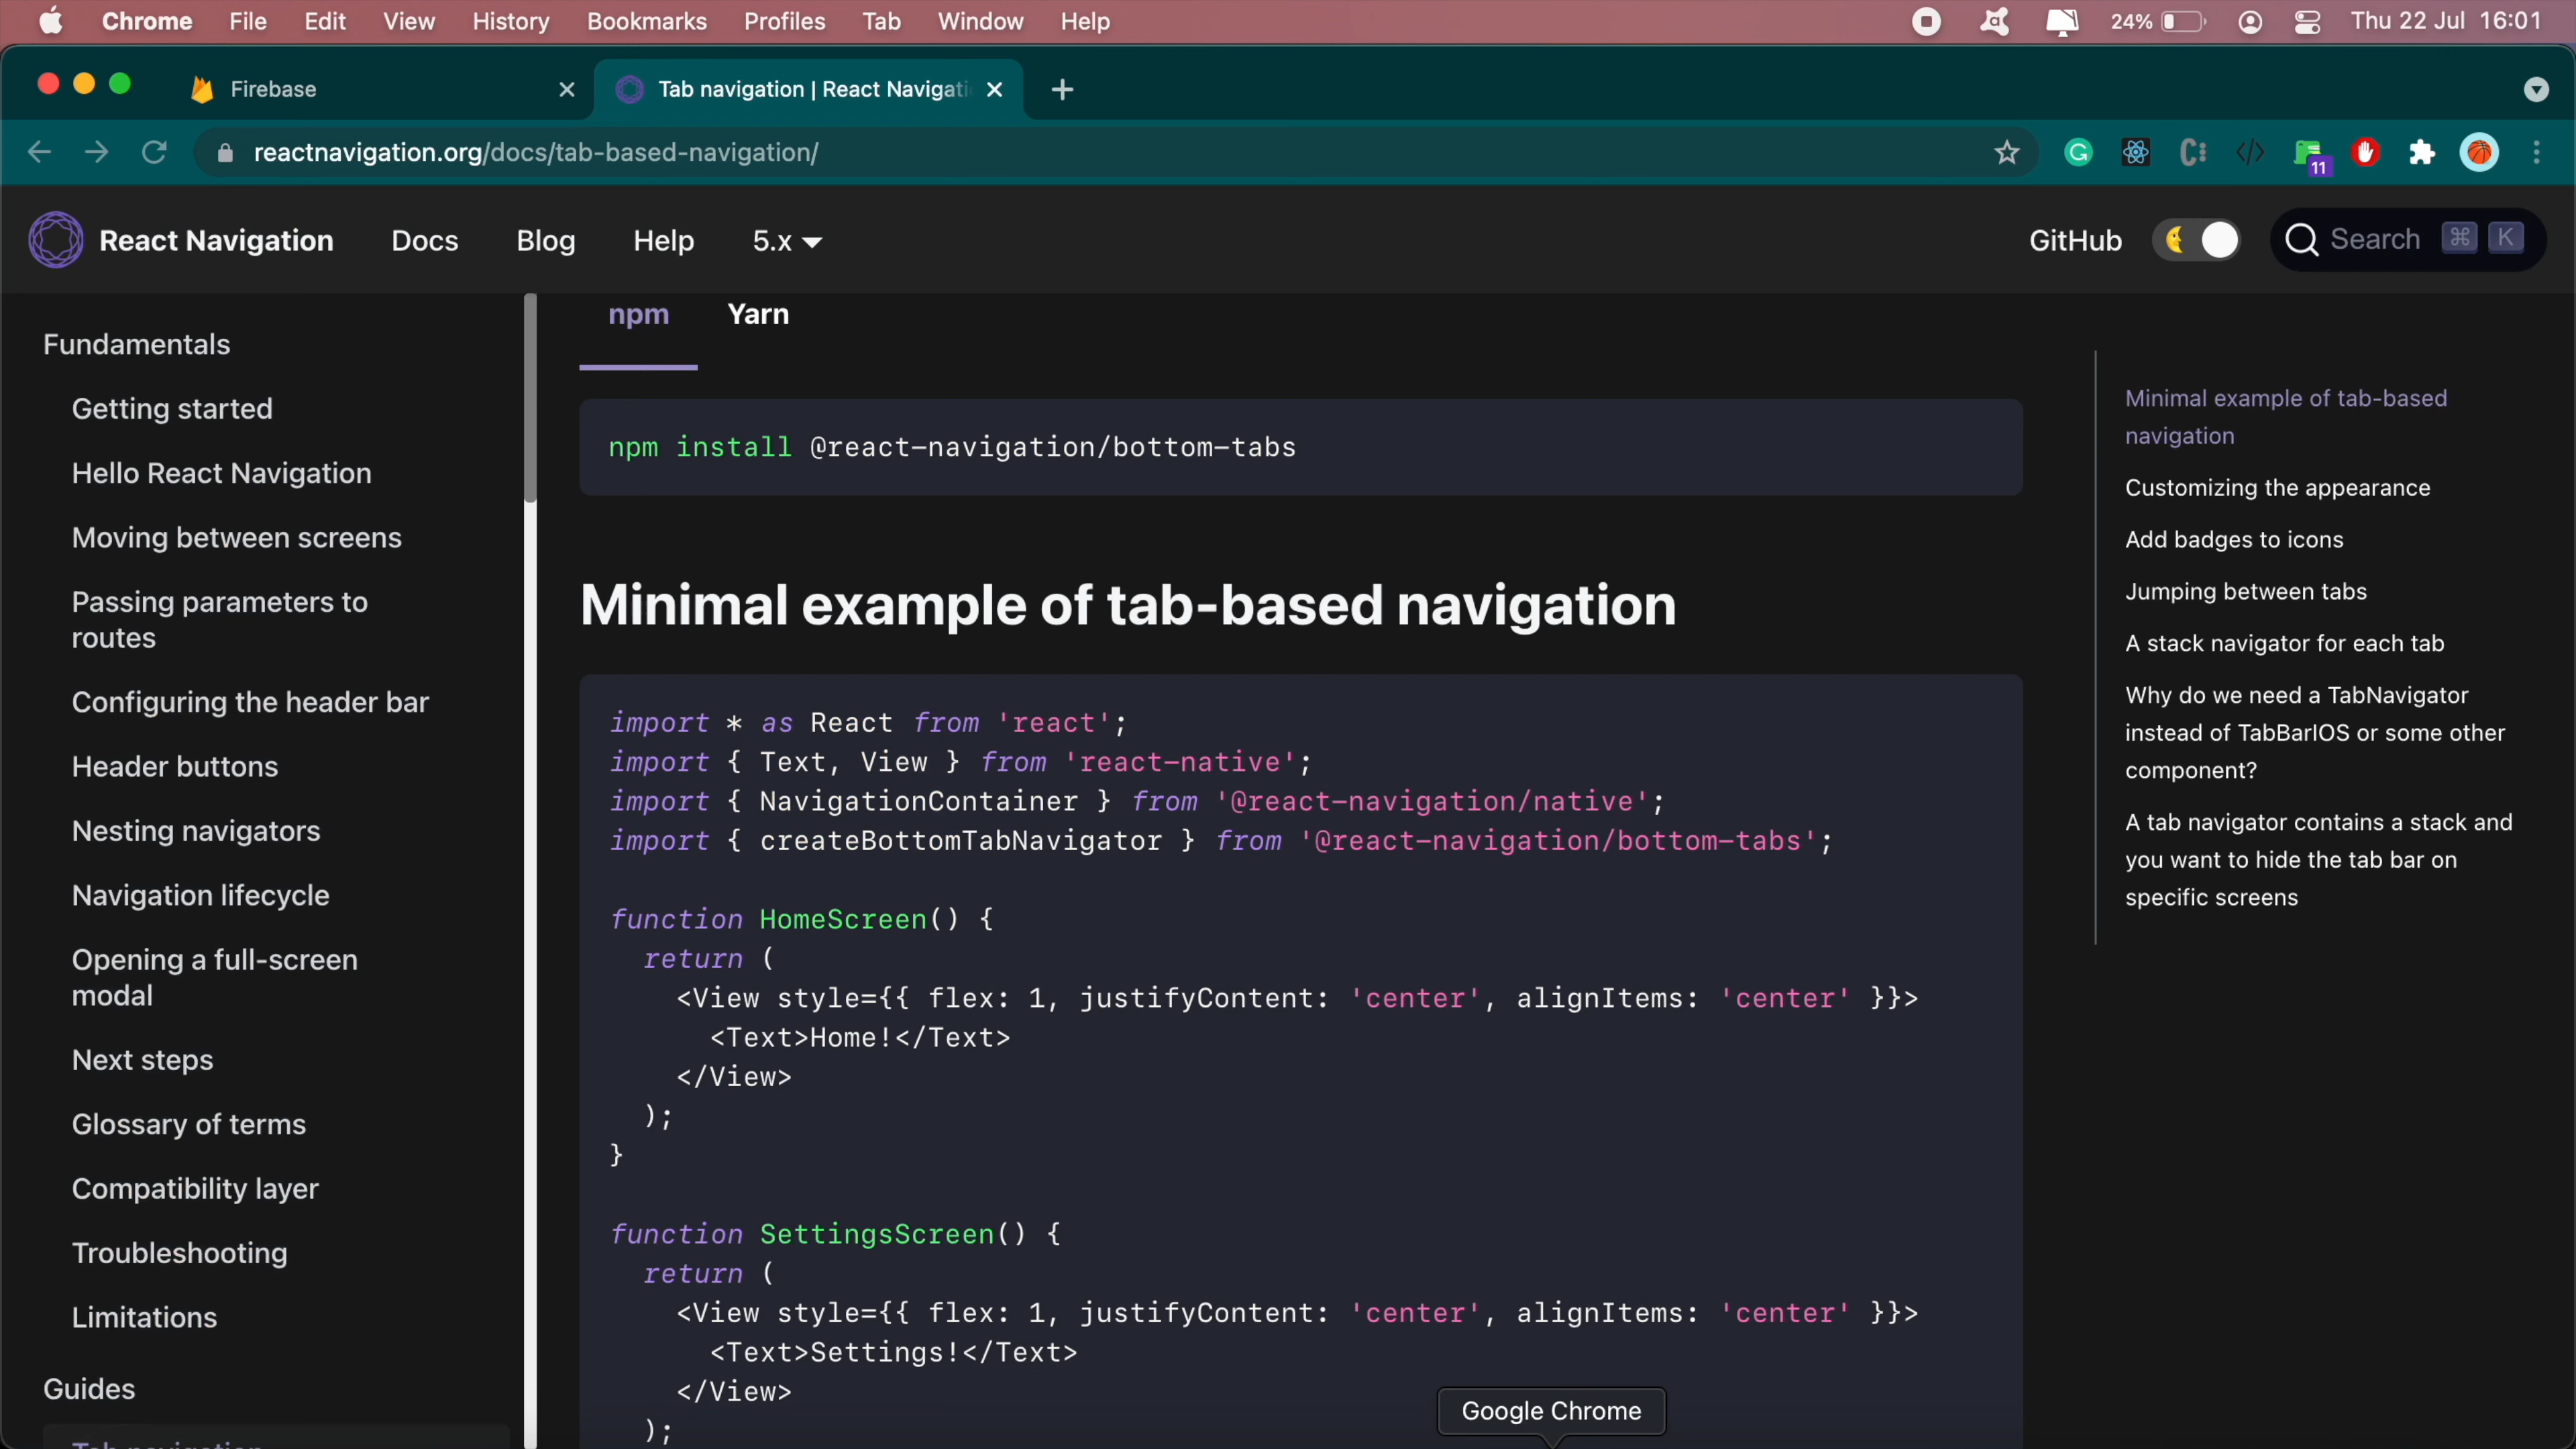 Chrome File Edit View History Bookmarks Profiles Tab Window Help 24% Thu 22 Jul 16:01
Firebase
Tab navigation | React Navigati
reactnavigation.org/docs/tab-based-navigation/
11
React Navigation Docs Blog Help 5.x GitHub Search ⌘ K
Fundamentals
Getting started
Hello React Navigation
Moving between screens
Passing parameters to
routes
Configuring the header bar
Header buttons
Nesting navigators
Navigation lifecycle
Opening a full-screen
modal
Next steps
Glossary of terms
Compatibility layer
Troubleshooting
Limitations
Guides
Tab navigation
npm Yarn
npm install @react-navigation/bottom-tabs
Minimal example of tab-based navigation
import * as React from 'react';
import { Text, View } from 'react-native';
import { NavigationContainer } from '@react-navigation/native';
import { createBottomTabNavigator } from '@react-navigation/bottom-tabs';
function HomeScreen() {
return (
<View style={{ flex: 1, justifyContent: 'center', alignItems: 'center' }}>
<Text>Home!</Text>
</View>
);
}
function SettingsScreen() {
return (
<View style={{ flex: 1, justifyContent: 'center', alignItems: 'center' }}>
<Text>Settings!</Text>
</View>
);
Google Chrome
Minimal example of tab-based
navigation
Customizing the appearance
Add badges to icons
Jumping between tabs
A stack navigator for each tab
Why do we need a TabNavigator
instead of TabBarIOS or some other
component?
A tab navigator contains a stack and
you want to hide the tab bar on
specific screens